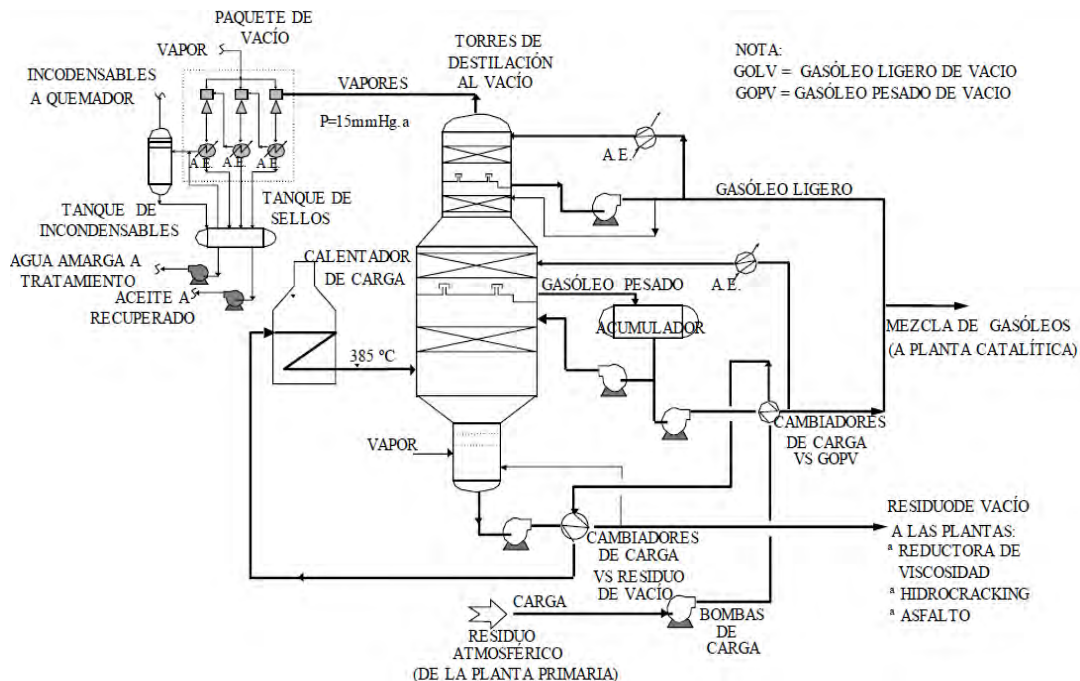 PAQUETE DE
VACÍO
VAPOR
INCODENSABLES
A QUEMADOR
VAPORES
TORRES DE
DESTILACIÓN
AL VACÍO
NOTA:
GOLV = GASÓLEO LIGERO DE VACIO
GOPV = GASÓLEO PESADO DE VACIO
P=15mmHg.a
A.E.
A.E.
A.E.
A.E.
GASÓLEO LIGERO
TANQUE DE
INCONDENSABLES
TANQUE DE
SELLOS
AGUA AMARGA A
TRATAMIENTO
ACEITE A
RECUPERADO
CALENTADOR
DE CARGA
GASÓLEO PESADO
A.E.
ACUMULADOR
MEZCLA DE GASÓLEOS
(A PLANTA CATALÍTICA)
385 °C
CAMBIADORES
DE CARGA
VS GOPV
VAPOR
CAMBIADORES
DE CARGA
VS RESIDUO
DE VACÍO
RESIDUODE VACÍO
A LAS PLANTAS:
ª REDUCTORA DE
VISCOSIDAD
ª HIDROCRACKING
ª ASFALTO
CARGA
BOMBAS
DE
CARGA
RESIDUO
ATMOSFÉRICO
(DE LA PLANTA PRIMARIA)